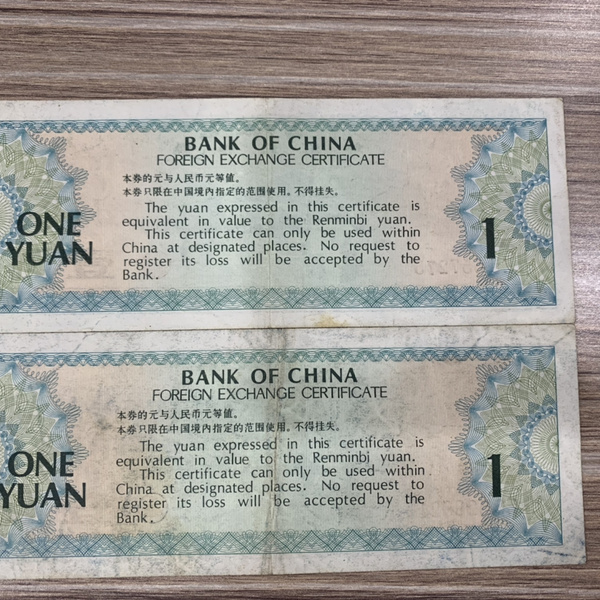 BANK OF CHINA
FOREIGN EXCHANGE CERTIFICATE
本券的元与人民币元等值。
本券只限在中国境内指定的范围使用。不得挂失。
The yuan expressed in this certificate is
equivalent in value to the Renminbi yuan.
This certificate can only be used within
China at designated places. No request to
register its loss will be accepted by the
Bank.
ONE
YUAN
1
BANK OF CHINA
FOREIGN EXCHANGE CERTIFICATE
本券的元与人民币元等值。
本券只限在中国境内指定的范围使用。不得挂失。
The yuan expressed in this certificate is
equivalent in value to the Renminbi yuan.
This certificate can only be used within
China at designated places. No request to
register its loss will be accepted by the
Bank.
ONE
YUAN
1